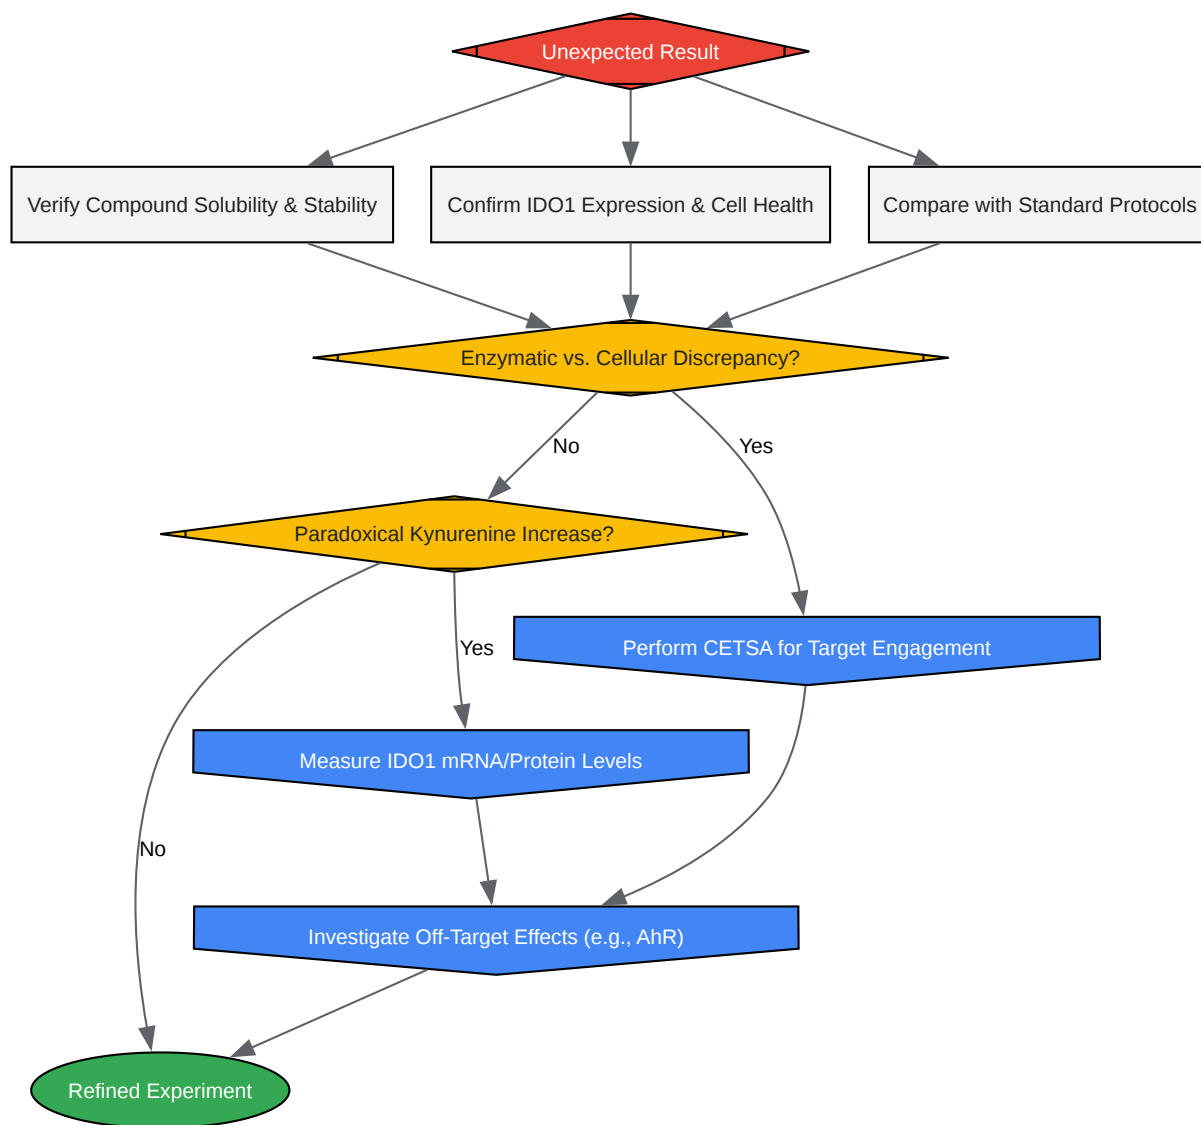 Unexpected Result
Verify Compound Solubility & Stability
Confirm IDO1 Expression & Cell Health
Compare with Standard Protocols
Enzymatic vs. Cellular Discrepancy?
No
Yes
Paradoxical Kynurenine Increase?
Yes
Perform CETSA for Target Engagement
Measure IDO1 mRNA/Protein Levels
No
Investigate Off-Target Effects (e.g., AhR)
Refined Experiment